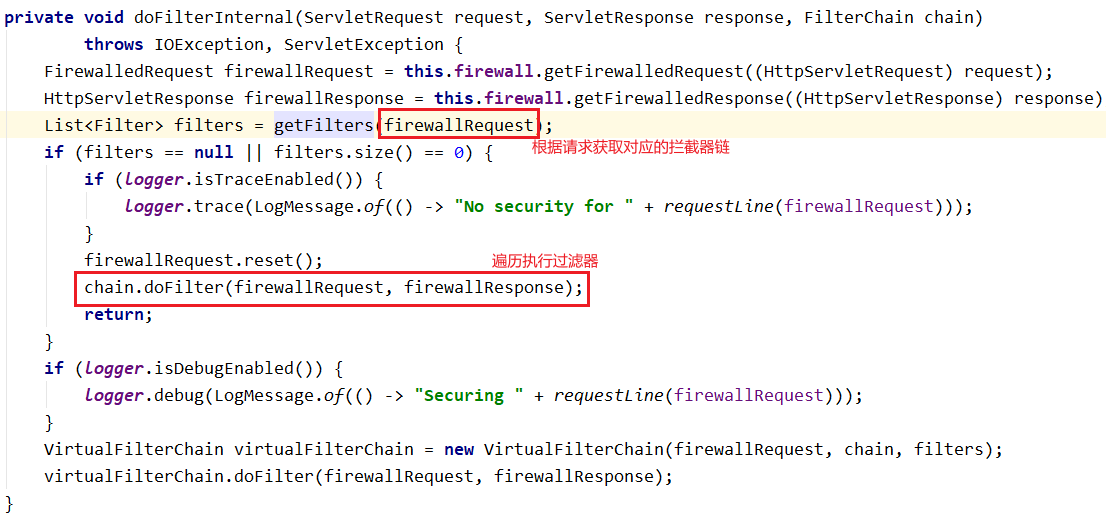 private void doFilterInternal(ServletRequest request, ServletResponse response, FilterChain chain)
        throws IOException, ServletException {
    FirewalledRequest firewallRequest = this.firewall.getFirewalledRequest((HttpServletRequest) request);
    HttpServletResponse firewallResponse = this.firewall.getFirewalledResponse((HttpServletResponse) response)
    List<Filter> filters = getFilters(firewallRequest);
根据请求获取对应的拦截器链
    if (filters == null || filters.size() == 0) {
        if (logger.isTraceEnabled()) {
            logger.trace(LogMessage.of(() -> "No security for " + requestLine(firewallRequest)));
        }
        firewallRequest.reset();
遍历执行过滤器
        chain.doFilter(firewallRequest, firewallResponse);
        return;
    }
    if (logger.isDebugEnabled()) {
        logger.debug(LogMessage.of(() -> "Securing " + requestLine(firewallRequest)));
    }
    VirtualFilterChain virtualFilterChain = new VirtualFilterChain(firewallRequest, chain, filters);
    virtualFilterChain.doFilter(firewallRequest, firewallResponse);
}